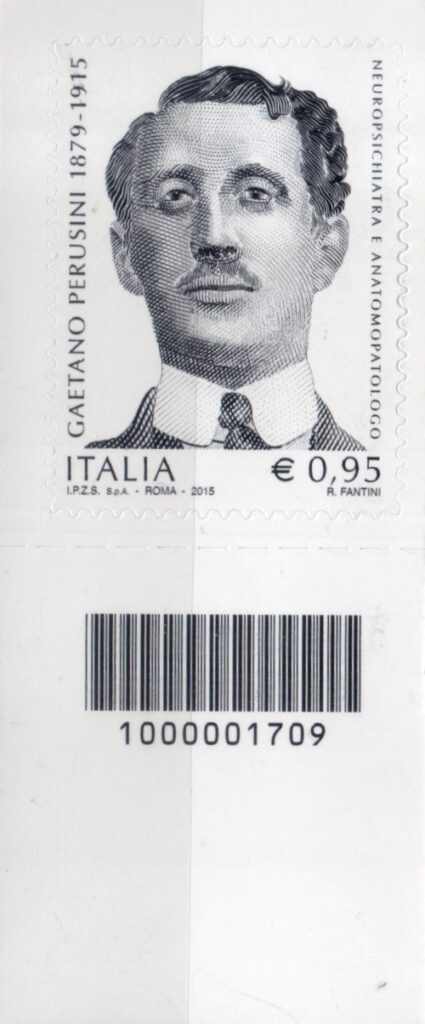 GAETANO PERUSINI 1879-1915
NEUROPSICHIATRA E ANATOMOPATOLOGO
ITALIA € 0,95
I.P.Z.S. S.p.A. - ROMA - 2015 R. FANTINI
1000001709